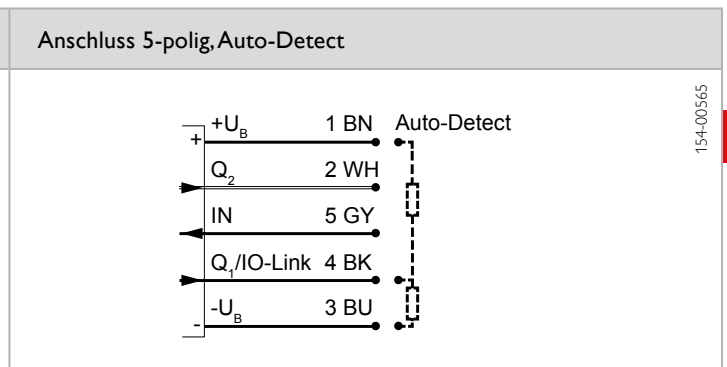 Anschluss 5-polig, Auto-Detect
+U_B 1 BN Auto-Detect
+
Q_2 2 WH
IN 5 GY
Q_1/IO-Link 4 BK
-U_B 3 BU
-
154-00565